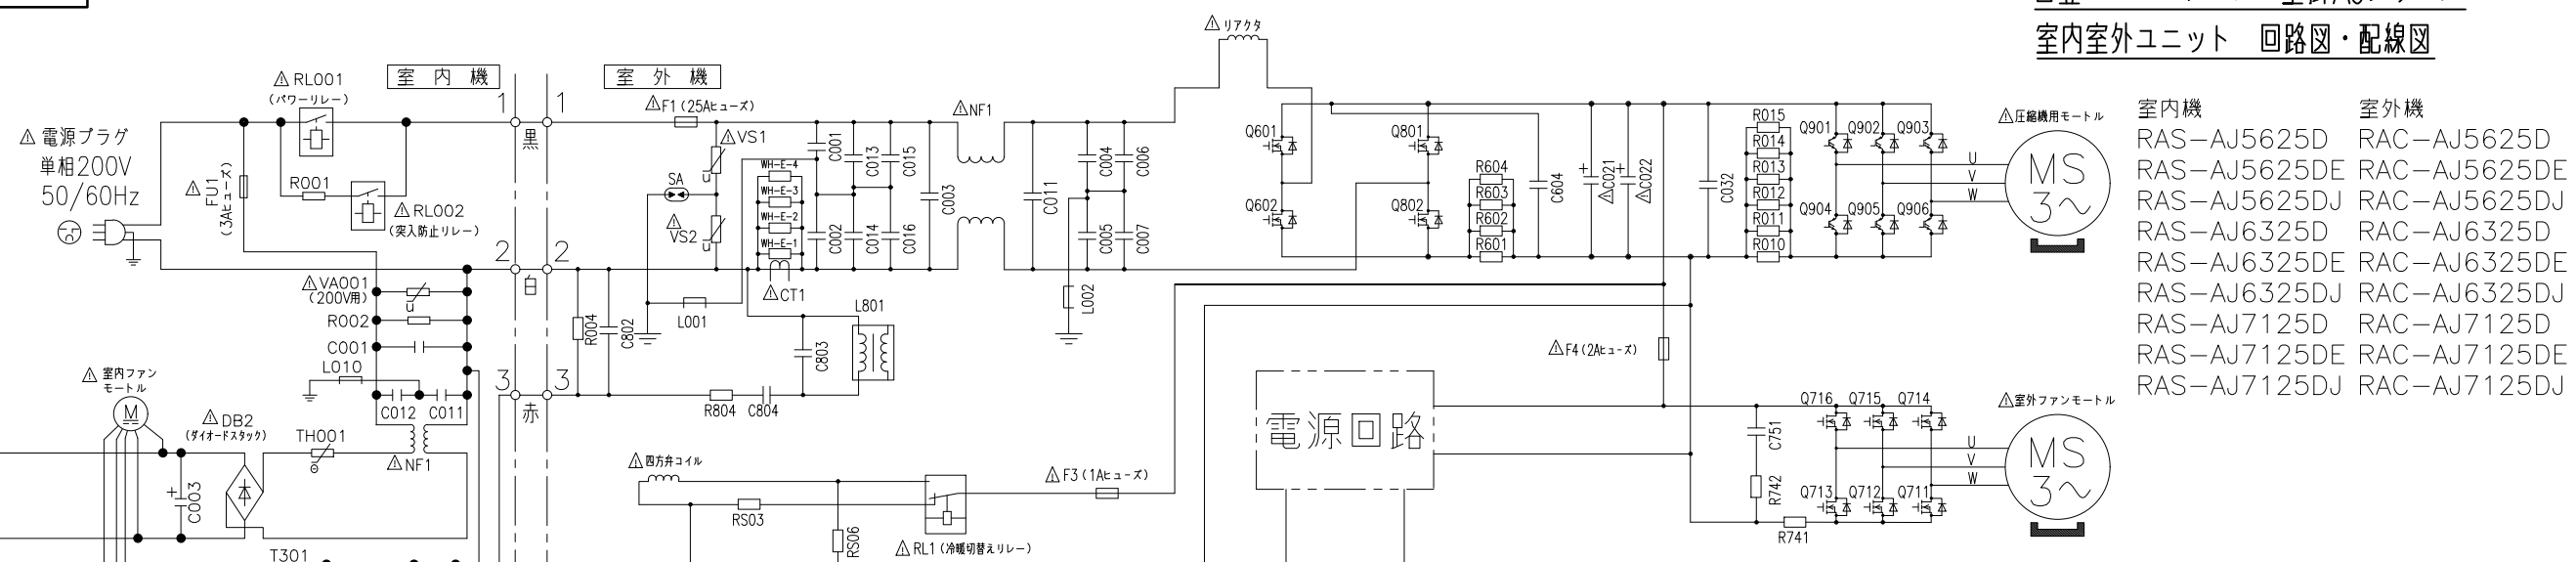 室内室外ユニット 回路図・配線図
室内機 室外機
RAS-AJ5625D RAC-AJ5625D
RAS-AJ5625DE RAC-AJ5625DE
RAS-AJ5625DJ RAC-AJ5625DJ
RAS-AJ6325D RAC-AJ6325D
RAS-AJ6325DE RAC-AJ6325DE
RAS-AJ6325DJ RAC-AJ6325DJ
RAS-AJ7125D RAC-AJ7125D
RAS-AJ7125DE RAC-AJ7125DE
RAS-AJ7125DJ RAC-AJ7125DJ
電源プラグ
単相200V
50/60Hz
FU1
(3Aヒューズ)
RL001
(パワーリレー)
R001
RL002
(突入防止リレー)
室内機
室外機
1 1
黒
2 2
白
3 3
赤
VA001
(200V用)
U
R002
C001
L010
C012 C011
NF1
室内ファン
モートル
M
DB2
(ダイオードスタック)
TH001
θ
C003
T301
F1(25Aヒューズ)
VS1
U
SA
VS2
U
WH-E-4
WH-E-3
WH-E-2
WH-E-1
CT1
L001
C001
C002
C013
C014
C015
C016
C003
NF1
C011
C004
C005
C006
C007
L002
R004
C802
C803
L801
R804 C804
リアクタ
Q601
Q602
Q801
Q802
R604
R603
R602
R601
C604
C021
C022
C032
R015
R014
R013
R012
R011
R010
Q901 Q902 Q903
Q904 Q905 Q906
U
V
W
圧縮機用モートル
MS
3～
F4(2Aヒューズ)
電源回路
C751
R742
R741
Q716 Q715 Q714
Q713 Q712 Q711
U
V
W
室外ファンモートル
MS
3～
四方弁コイル
RS03
RS06
RL1(冷暖切替えリレー)
F3(1Aヒューズ)